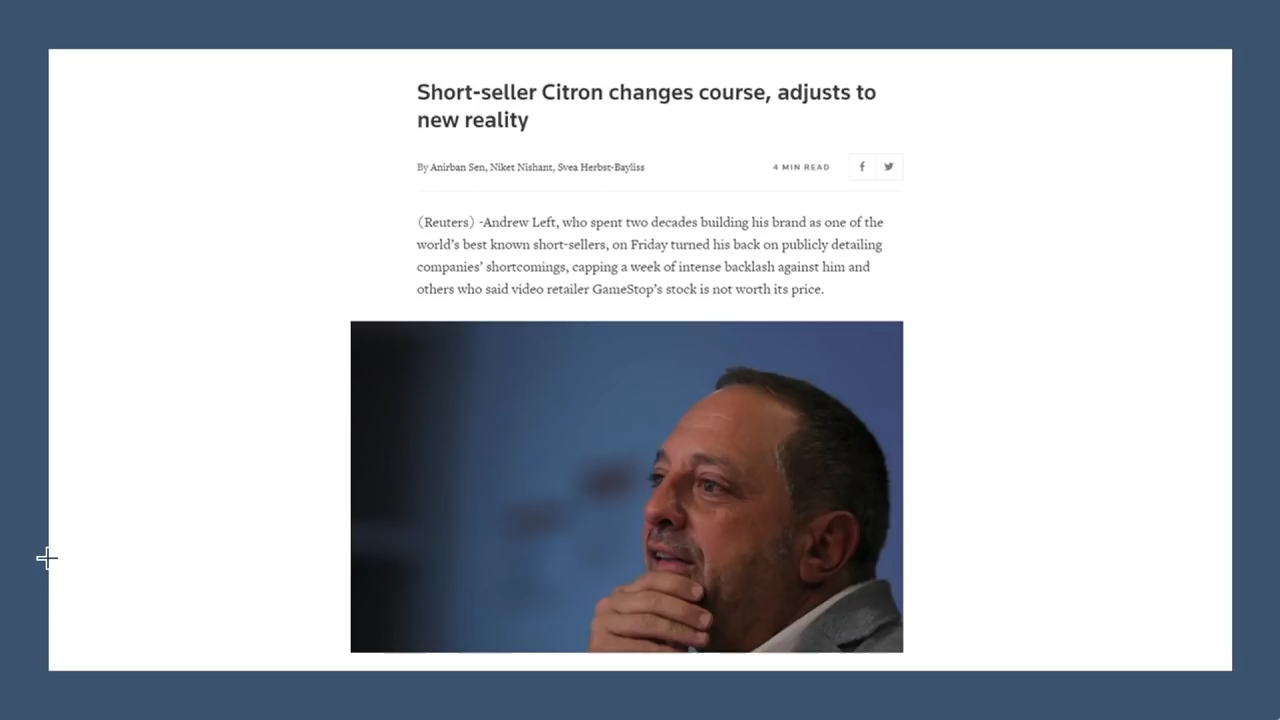 Short-seller Citron changes course, adjusts to
new reality
By Anirban Sen, Niket Nishant, Svea Herbst-Bayliss
4 MIN READ
(Reuters) -Andrew Left, who spent two decades building his brand as one of the
world’s best known short-sellers, on Friday turned his back on publicly detailing
companies’ shortcomings, capping a week of intense backlash against him and
others who said video retailer GameStop’s stock is not worth its price.